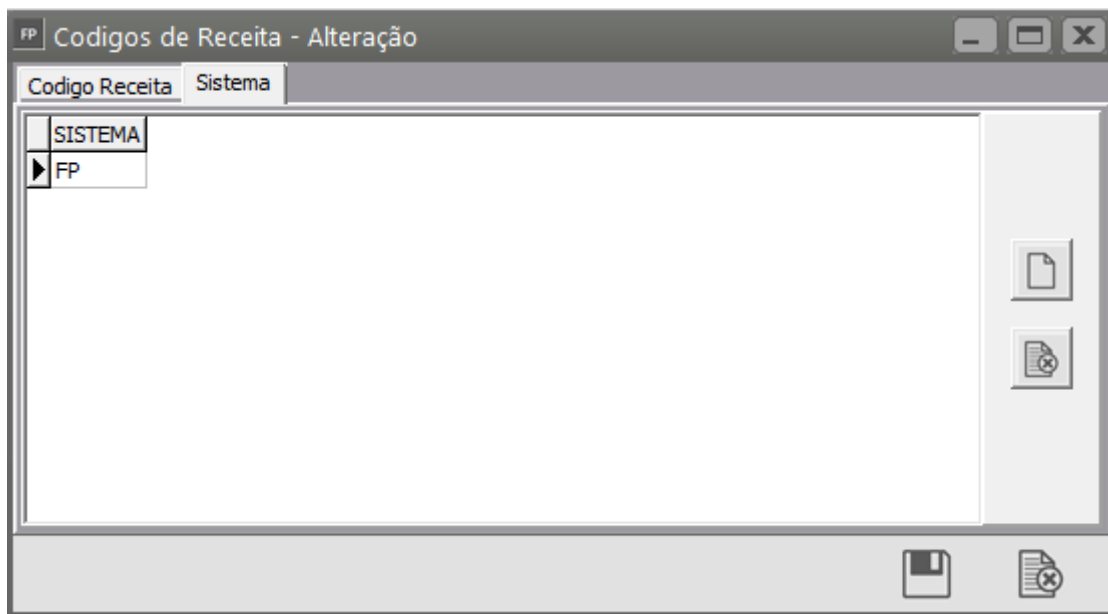 FP Codigos de Receita - Alteração
Codigo Receita Sistema
SISTEMA
FP